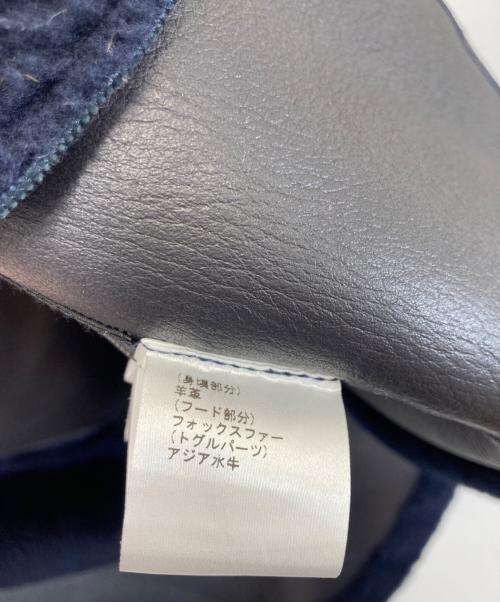 (身頃部分)
羊革
(フード部分)
フォックスファー
(トグルパーツ)
アジア水牛